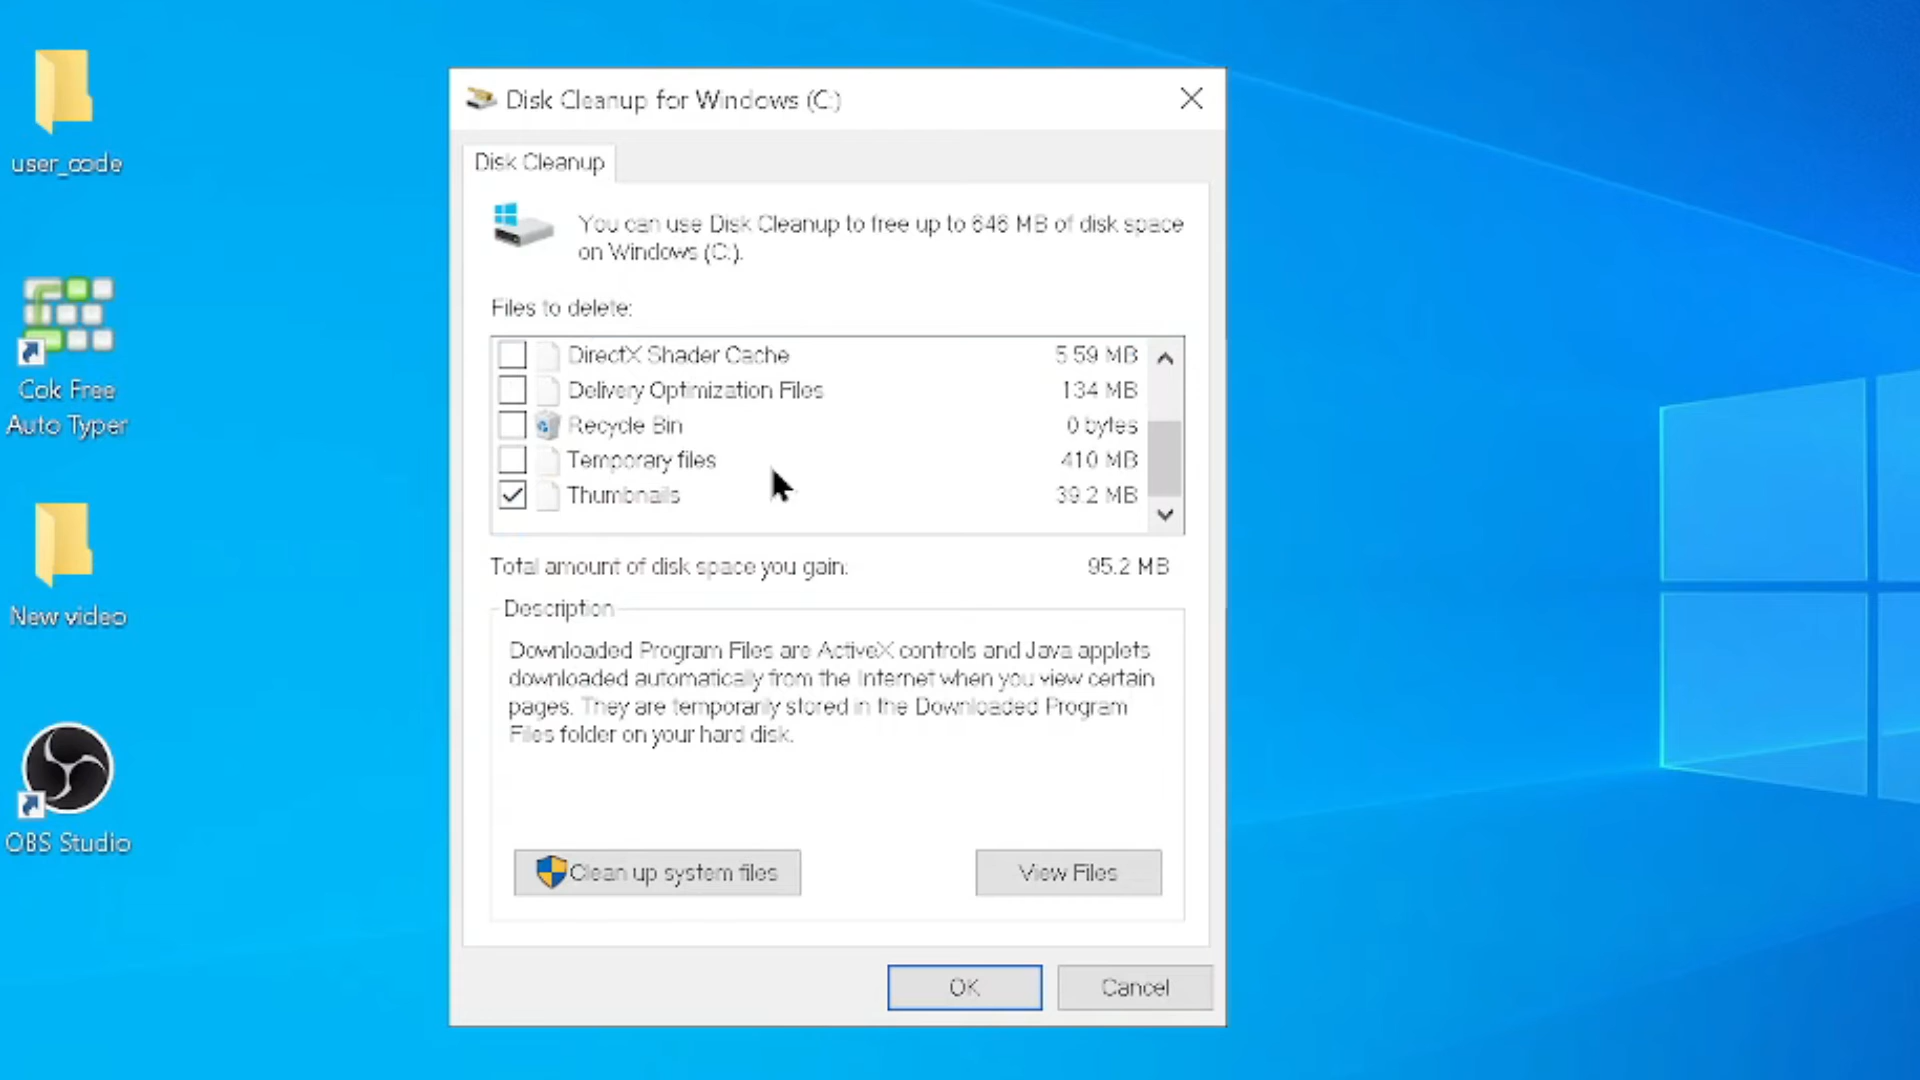 user_code
Cok Free
Auto Typer
New video
OBS Studio
Disk Cleanup for Windows (C:)
Disk Cleanup
You can use Disk Cleanup to free up to 646 MB of disk space
on Windows (C:).
Files to delete:
DirectX Shader Cache 5.59 MB
Delivery Optimization Files 134 MB
Recycle Bin 0 bytes
Temporary files 410 MB
Thumbnails 39.2 MB
Total amount of disk space you gain: 95.2 MB
Description
Downloaded Program Files are ActiveX controls and Java applets
downloaded automatically from the Internet when you view certain
pages. They are temporarily stored in the Downloaded Program
Files folder on your hard disk.
Clean up system files
View Files
OK
Cancel